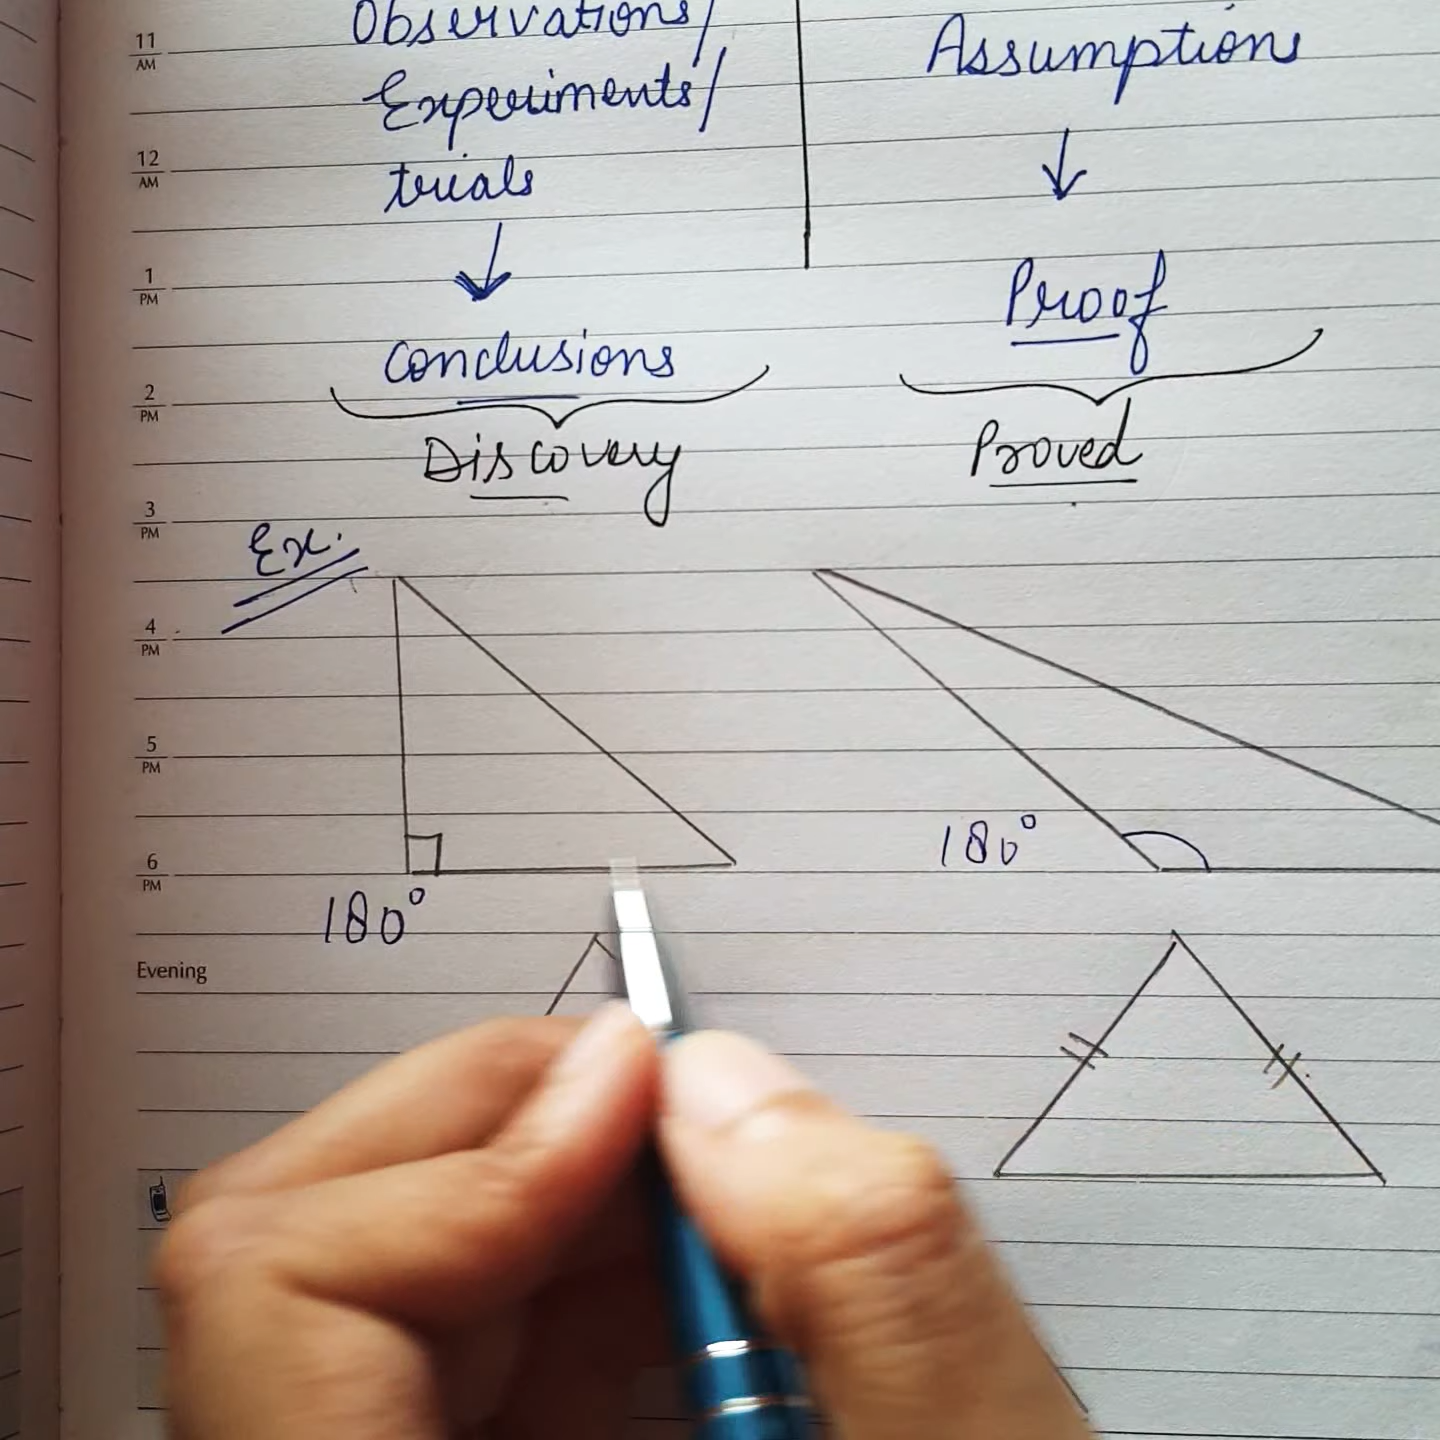 Observations/
Experiments/
trials
Conclusions
Discovery
Assumptions
Proof
Proved
11
AM
12
AM
1
PM
2
PM
3
PM
Ex.
4
PM
5
PM
6
PM
180°
180°
Evening